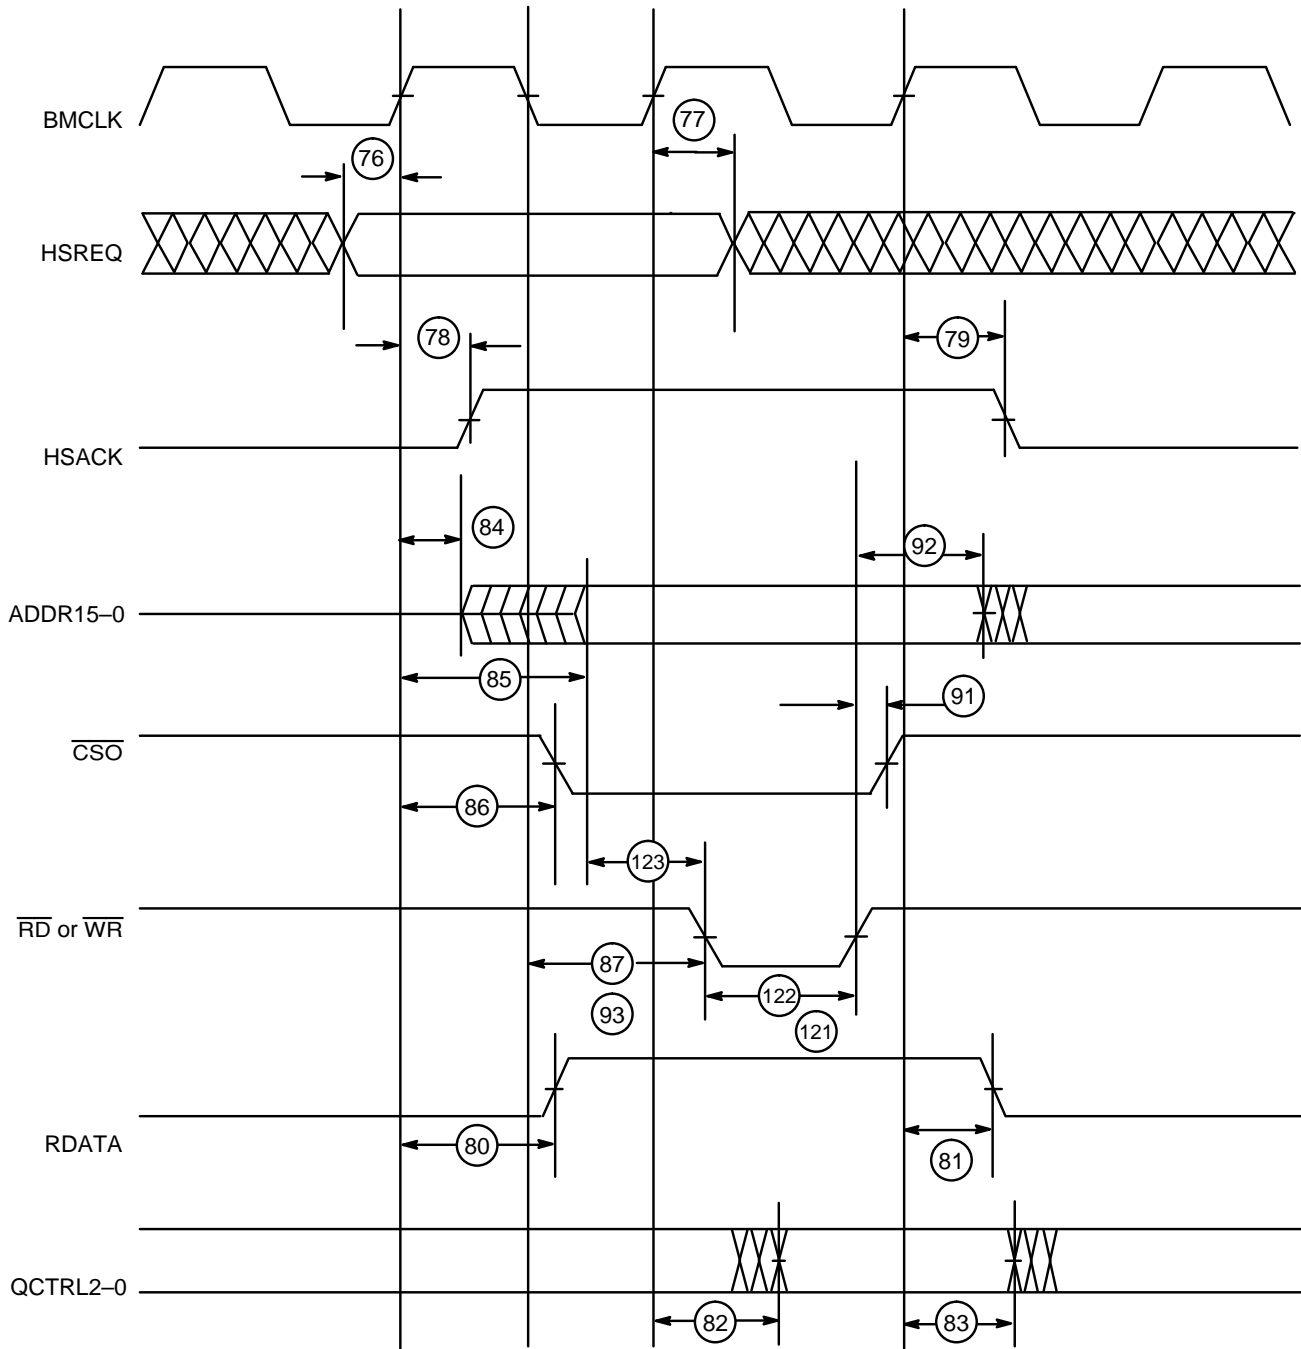 BMCLK
77
76
HSREQ
78
79
HSACK
84
92
ADDR15–0
85
91
CSO
86
123
RD or WR
87
122
93
121
RDATA
80
81
QCTRL2–0
82
83